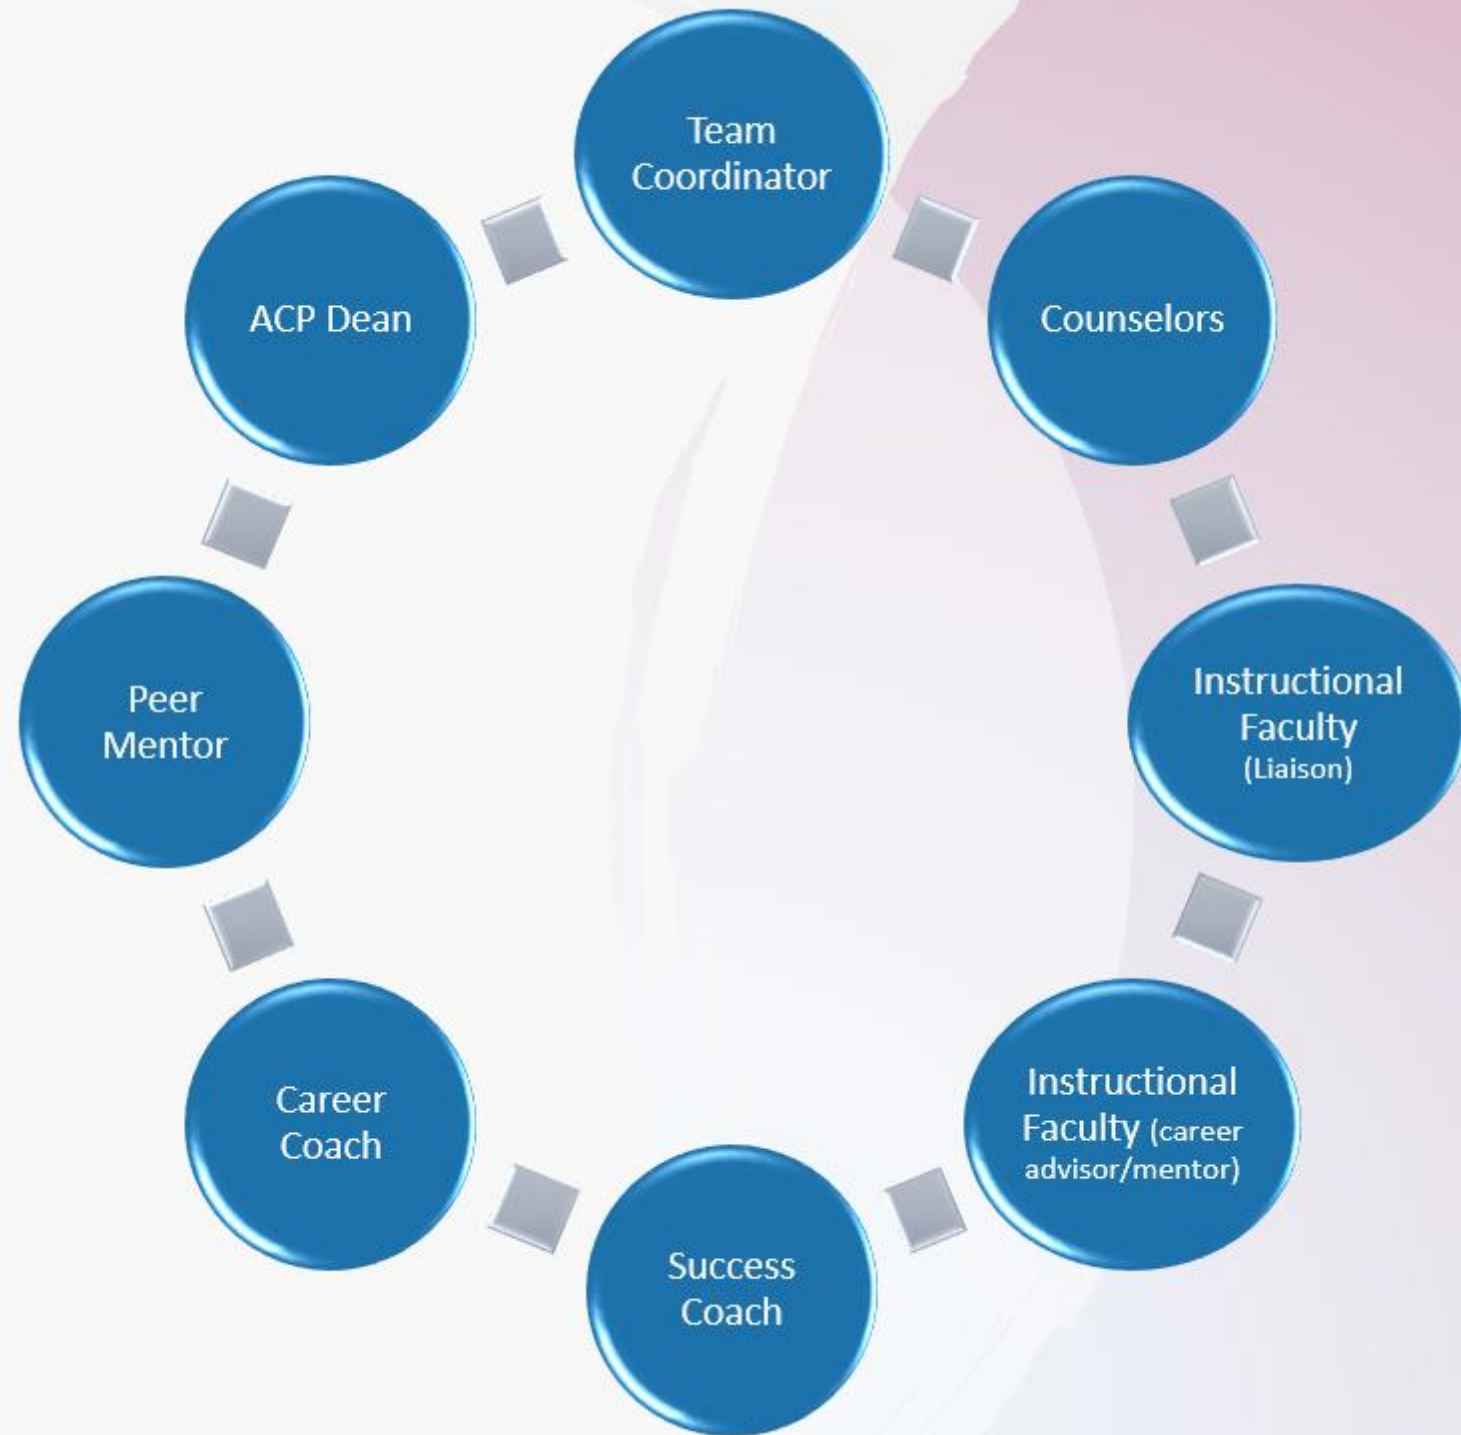 Team
Coordinator
Counselors
Instructional
Faculty
(Liaison)
Instructional
Faculty (career
advisor/mentor)
Success
Coach
Career
Coach
Peer
Mentor
ACP Dean